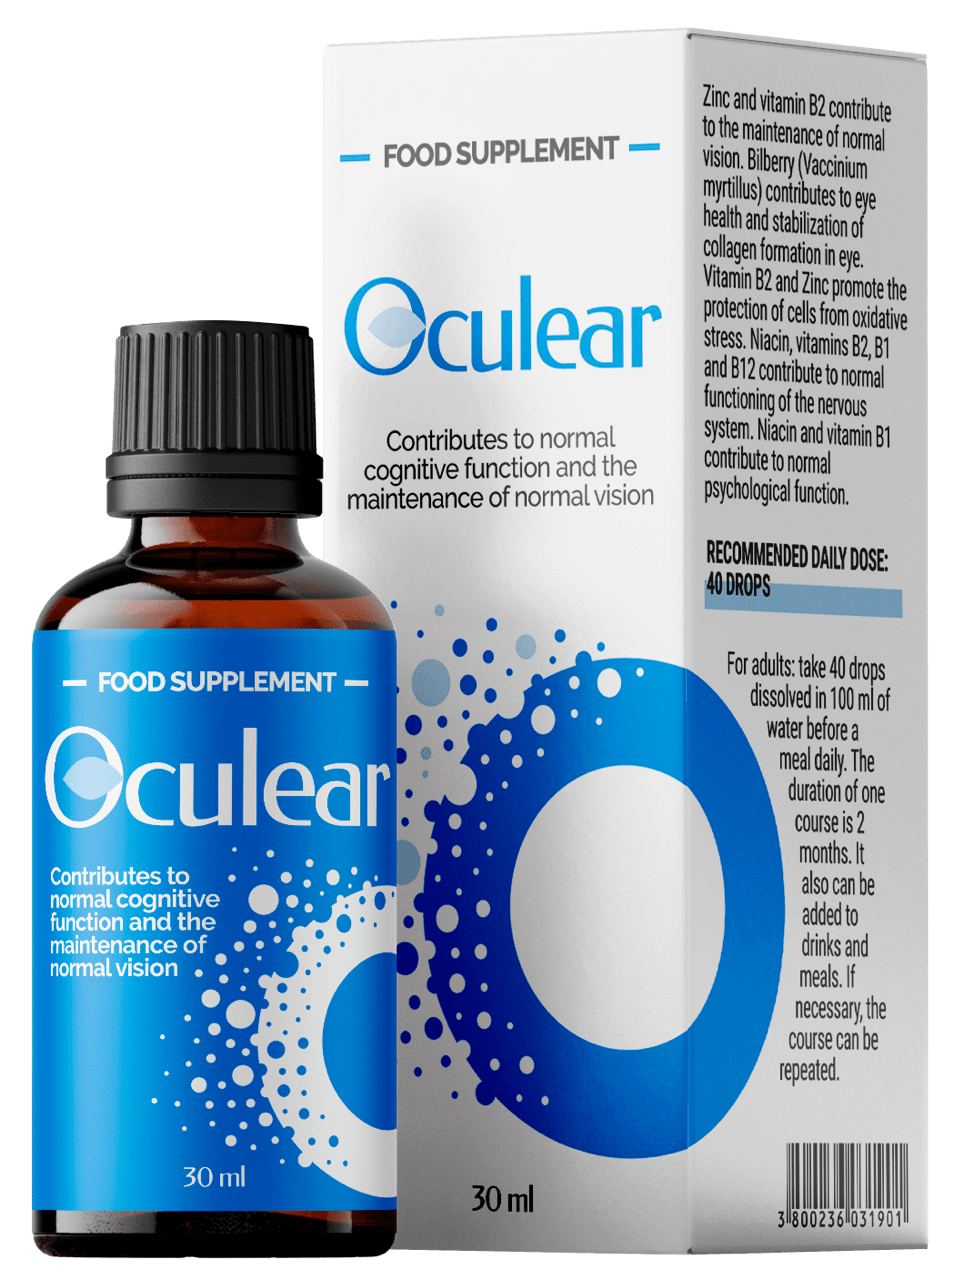 FOOD SUPPLEMENT
Oculear
Contributes to normal
cognitive function and the
maintenance of normal vision
30 ml
Zinc and vitamin B2 contribute
to the maintenance of normal
vision. Bilberry (Vaccinium
myrtillus) contributes to eye
health and stabilization of
collagen formation in eye.
Vitamin B2 and Zinc promote the
protection of cells from oxidative
stress. Niacin, vitamins B2, B1
and B12 contribute to normal
functioning of the nervous
system. Niacin and vitamin B1
contribute to normal
psychological function.
RECOMMENDED DAILY DOSE:
40 DROPS
For adults: take 40 drops
dissolved in 100 ml of
water before a
meal daily. The
duration of one
course is 2
months. It
also can be
added to
drinks and
meals. If
necessary, the
course can be
repeated.
3 800236 031901
FOOD SUPPLEMENT
Oculear
Contributes to
normal cognitive
function and the
maintenance of
normal vision
30 ml